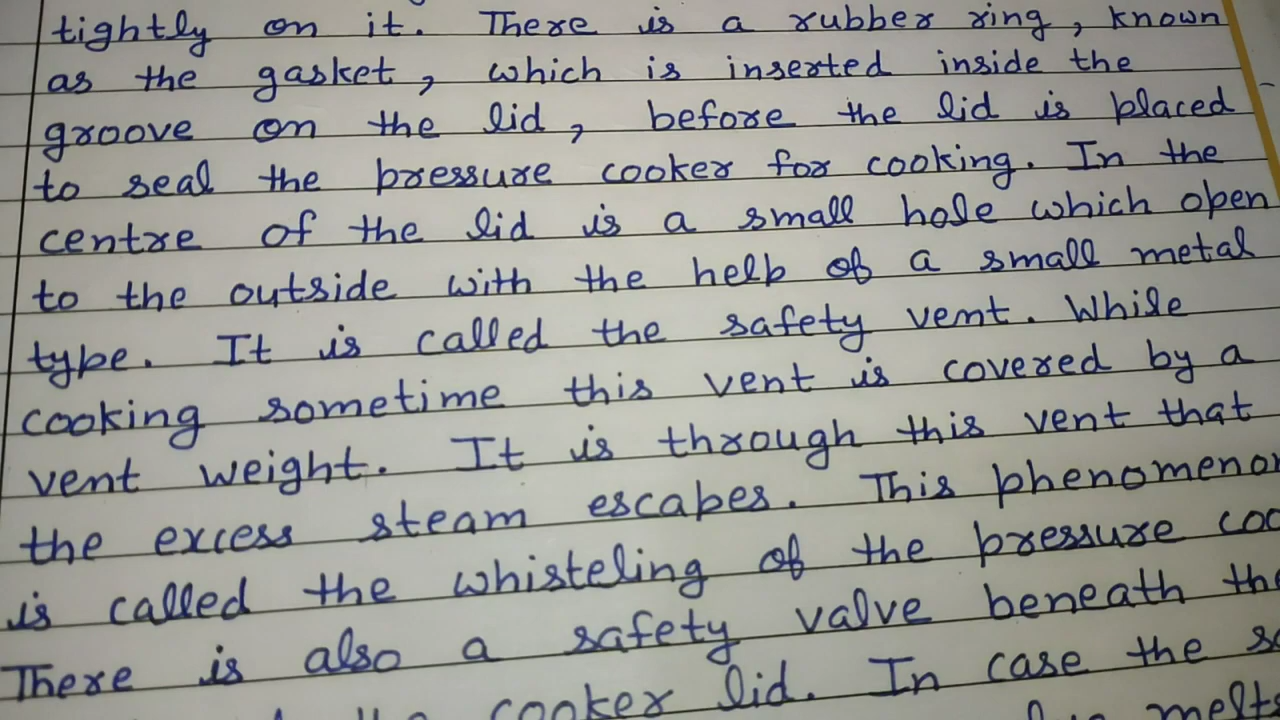 tightly on it. There is a rubber ring, known
as the gasket, which is inserted inside the
groove on the lid, before the lid is placed
to seal the pressure cooker for cooking. In the
centre of the lid is a small hole which open
to the outside with the help of a small metal
type. It is called the safety vent. While
cooking sometime this vent is covered by a
vent weight. It is through this vent that
the excess steam escapes. This phenomenon
is called the whisteling of the pressure coo
There is also a safety valve beneath the
cooker lid. In case the sa
melts